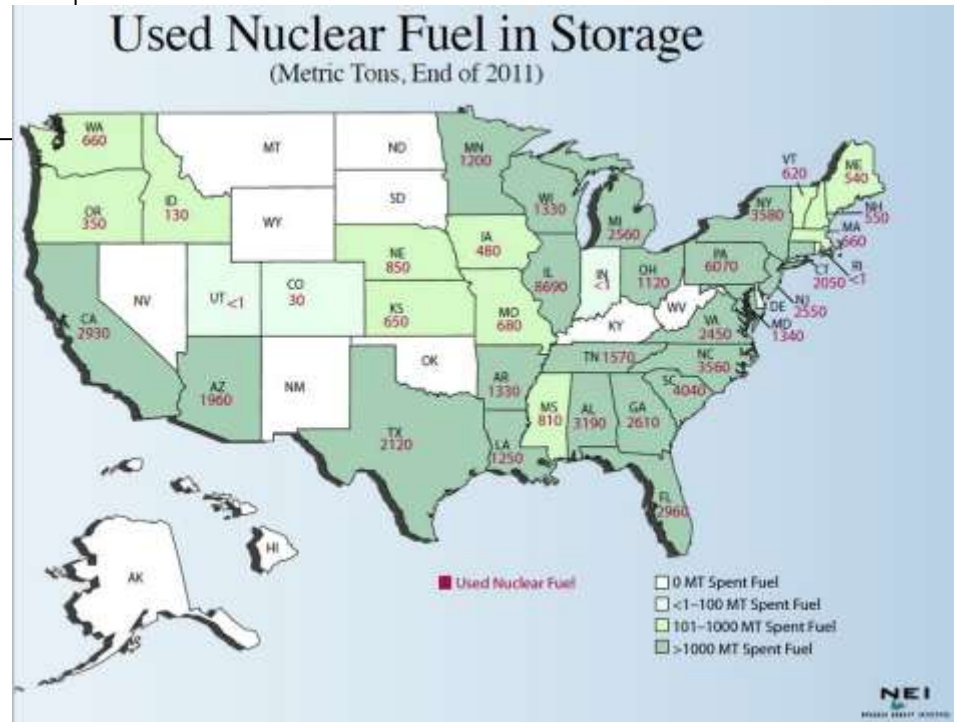 Used Nuclear Fuel in Storage
(Metric Tons, End of 2011)
WA
660
MT
ND
MN
1200
VT
620
ME
540
OR
350
ID
130
SD
WI
1330
MI
2560
NY
3580
NH
550
MA
660
WY
NE
850
IA
480
PA
6070
RI
<1
CT
2050
NV
UT <1
CO
30
IL
8690
IN
<1
OH
1120
NJ
2550
DE
MD
1340
CA
2930
KS
650
MO
680
KY
WV
VA
2450
AZ
1960
NM
OK
AR
1330
TN 1570
NC
3560
SC
4040
MS
810
AL
3190
GA
2610
TX
2120
LA
1250
FL
2960
HI
AK
Used Nuclear Fuel
0 MT Spent Fuel
<1–100 MT Spent Fuel
101–1000 MT Spent Fuel
>1000 MT Spent Fuel
NEI